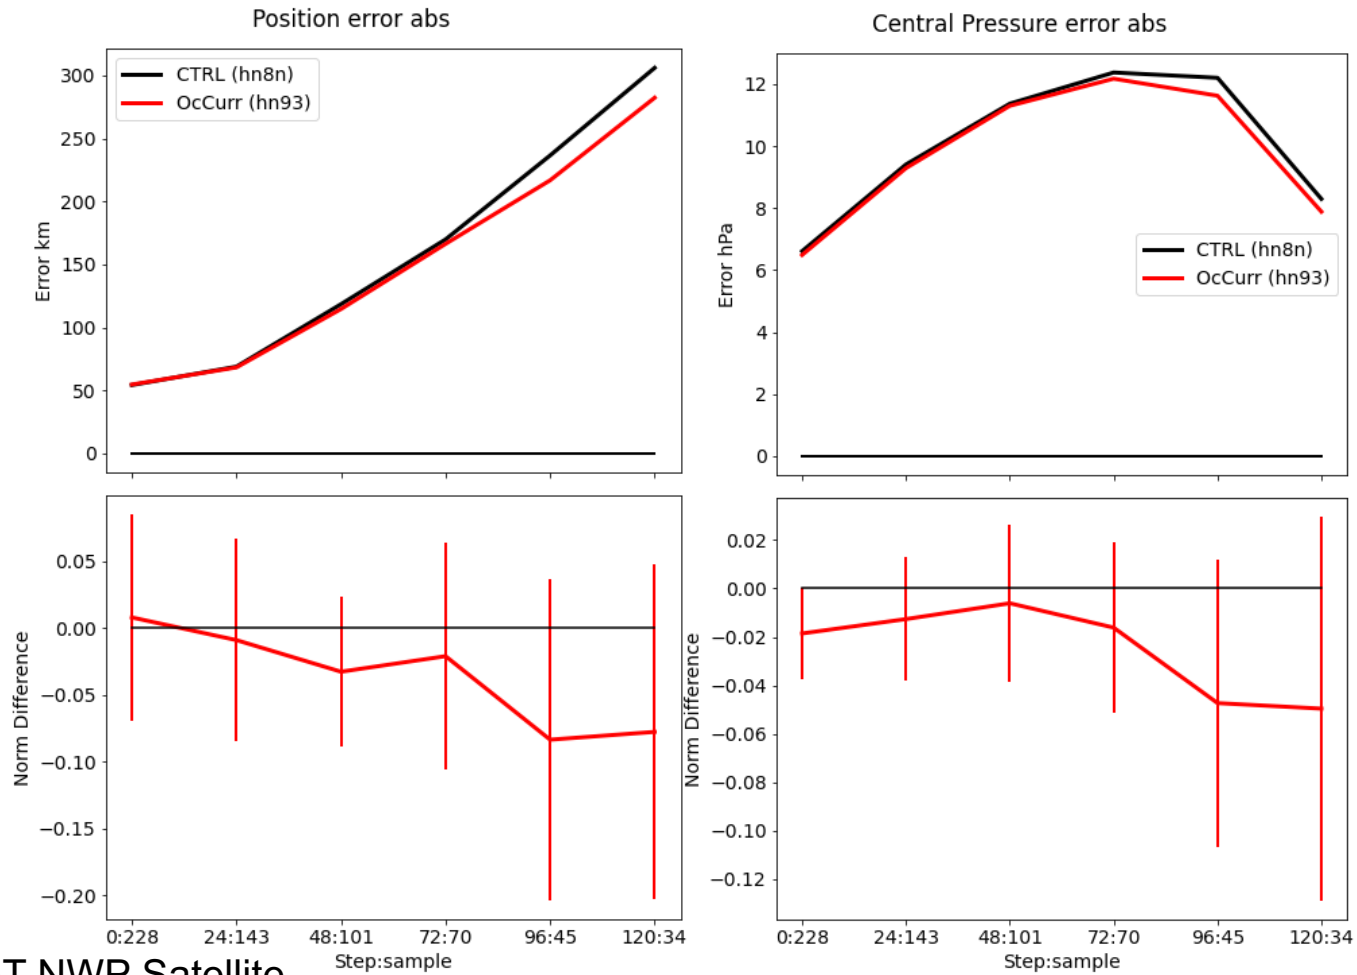 Position error abs
Central Pressure error abs
CTRL (hn8n)
OcCurr (hn93)
300
250
200
150
100
50
0
Error km
12
10
8
6
4
2
0
Error hPa
CTRL (hn8n)
OcCurr (hn93)
0.05
0.00
−0.05
−0.10
−0.15
−0.20
Norm Difference
0:228 24:143 48:101 72:70 96:45 120:34
Step:sample
0.02
0.00
−0.02
−0.04
−0.06
−0.08
−0.10
−0.12
Norm Difference
0:228 24:143 48:101 72:70 96:45 120:34
Step:sample
T NWP Satellite